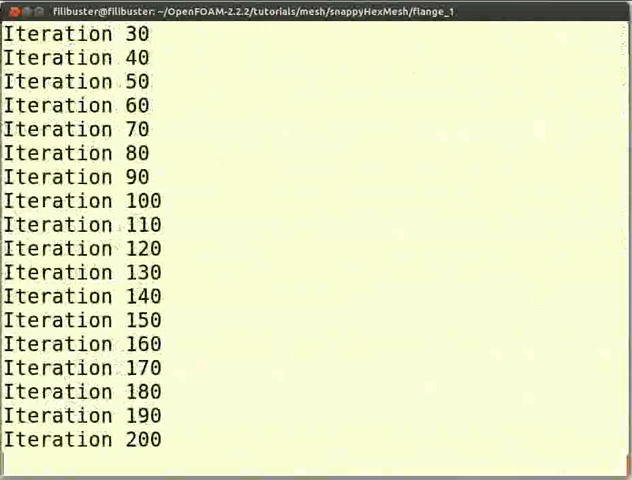 filibuster@filibuster: ~/OpenFOAM-2.2.2/tutorials/mesh/snappyHexMesh/flange_1
Iteration 30
Iteration 40
Iteration 50
Iteration 60
Iteration 70
Iteration 80
Iteration 90
Iteration 100
Iteration 110
Iteration 120
Iteration 130
Iteration 140
Iteration 150
Iteration 160
Iteration 170
Iteration 180
Iteration 190
Iteration 200